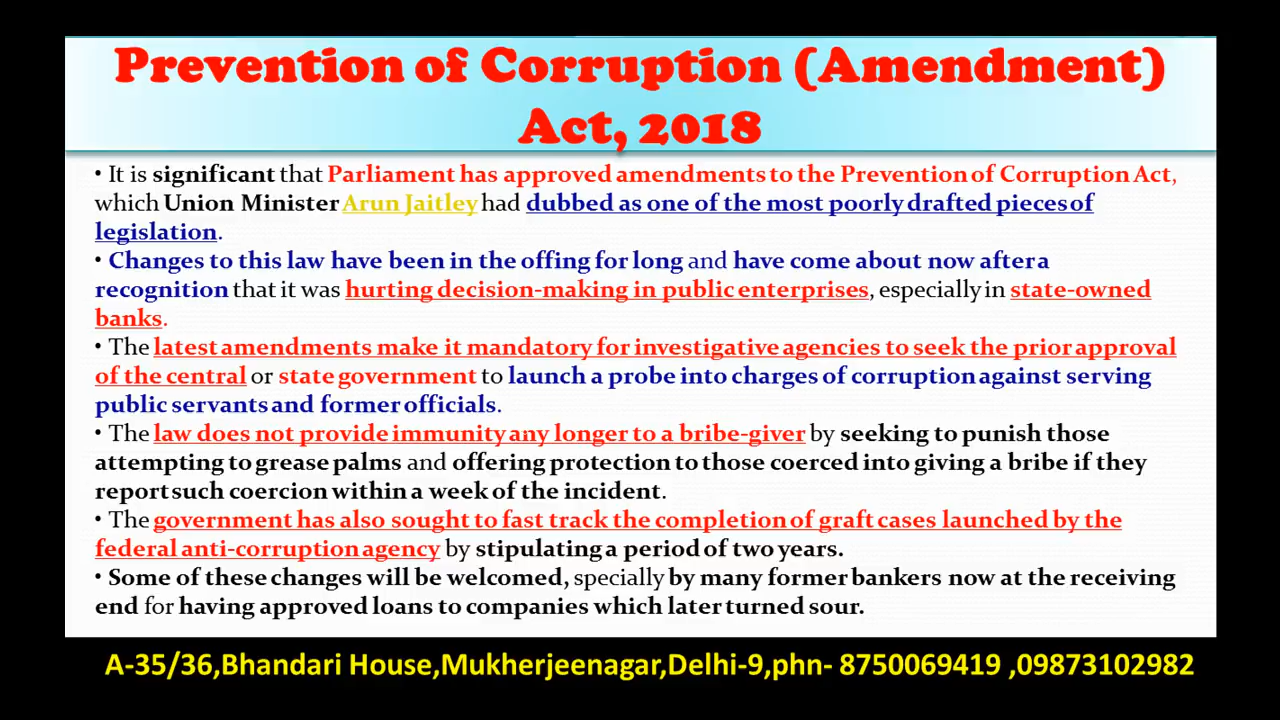 Prevention of Corruption (Amendment)
Act, 2018
• It is significant that Parliament has approved amendments to the Prevention of Corruption Act,
which Union Minister Arun Jaitley had dubbed as one of the most poorly drafted pieces of
legislation.
• Changes to this law have been in the offing for long and have come about now after a
recognition that it was hurting decision-making in public enterprises, especially in state-owned
banks.
• The latest amendments make it mandatory for investigative agencies to seek the prior approval
of the central or state government to launch a probe into charges of corruption against serving
public servants and former officials.
• The law does not provide immunity any longer to a bribe-giver by seeking to punish those
attempting to grease palms and offering protection to those coerced into giving a bribe if they
report such coercion within a week of the incident.
• The government has also sought to fast track the completion of graft cases launched by the
federal anti-corruption agency by stipulating a period of two years.
• Some of these changes will be welcomed, specially by many former bankers now at the receiving
end for having approved loans to companies which later turned sour.
A-35/36,Bhandari House,Mukherjeenagar,Delhi-9,phn- 8750069419 ,09873102982